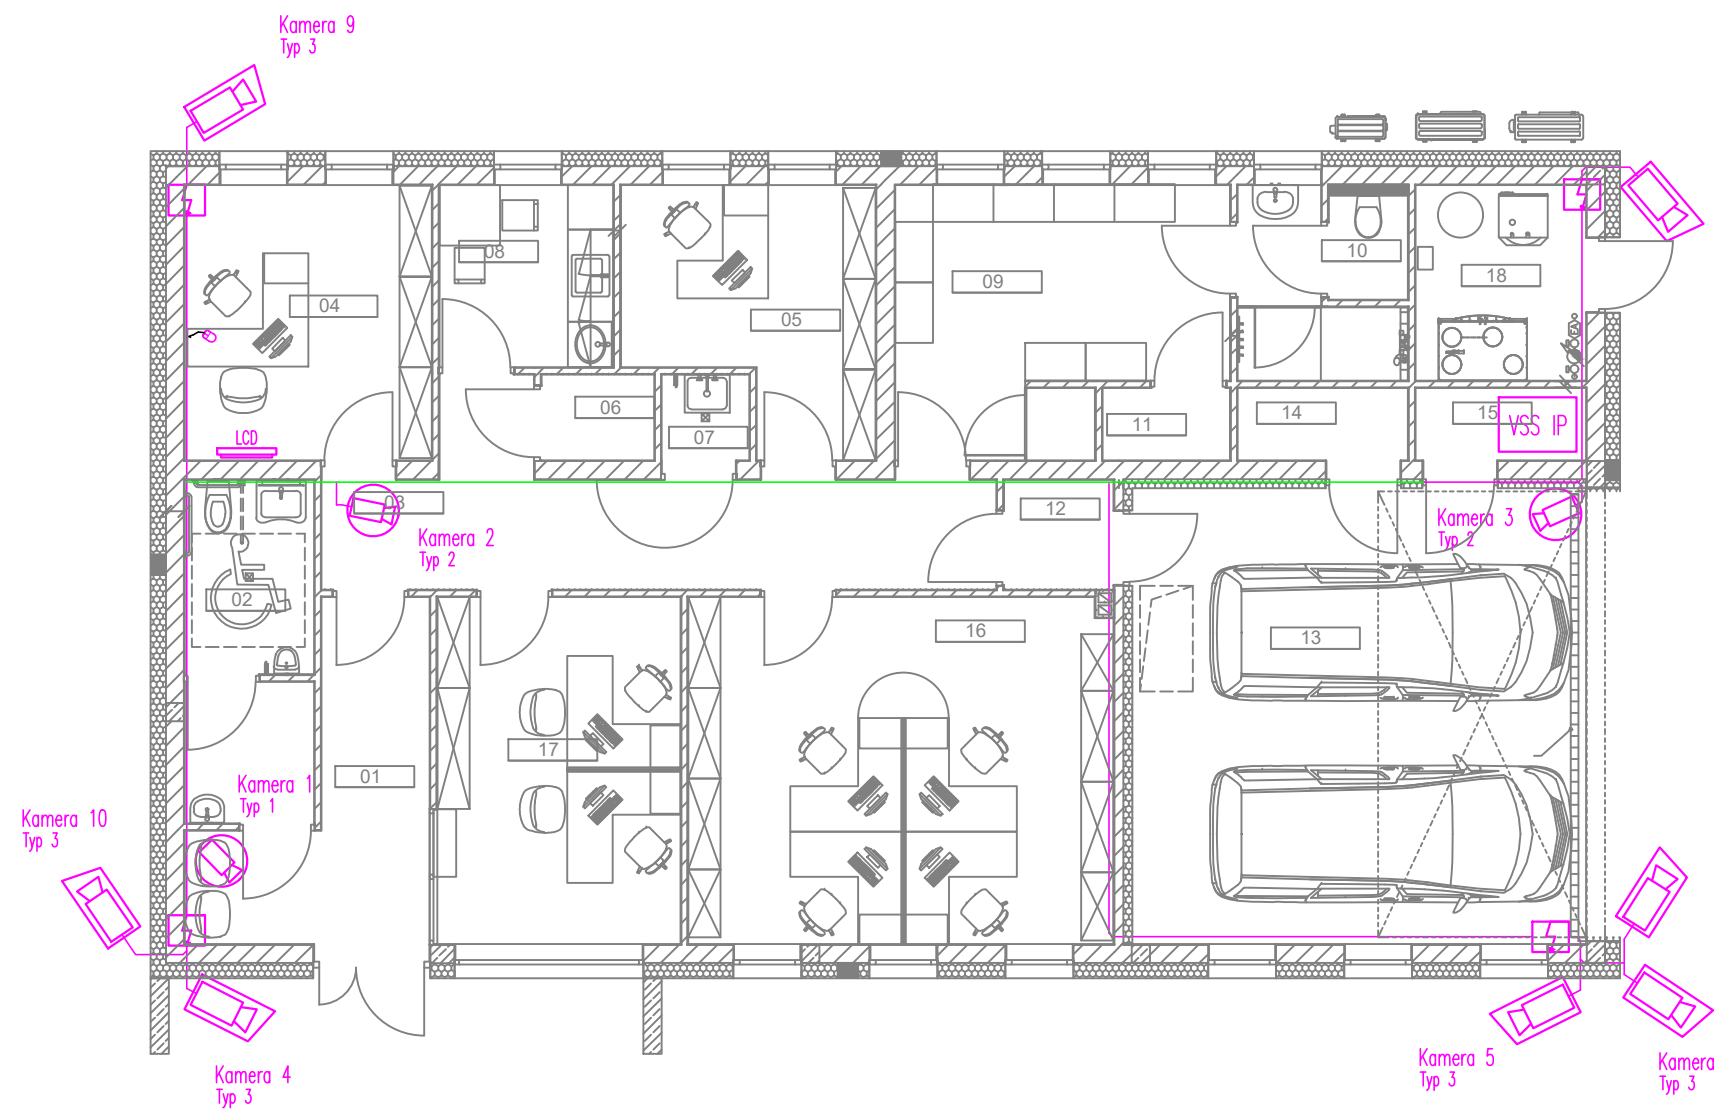 Kamera 9
Typ 3
08
10
09
18
04
05
06
11
14
15
VSS IP
LCD
07
03
12
Kamera 2
Typ 2
Kamera 3
Typ 2
02
16
13
17
01
Kamera 1
Typ 1
Kamera 10
Typ 3
Kamera 4
Typ 3
Kamera 5
Typ 3
Kamera
Typ 3